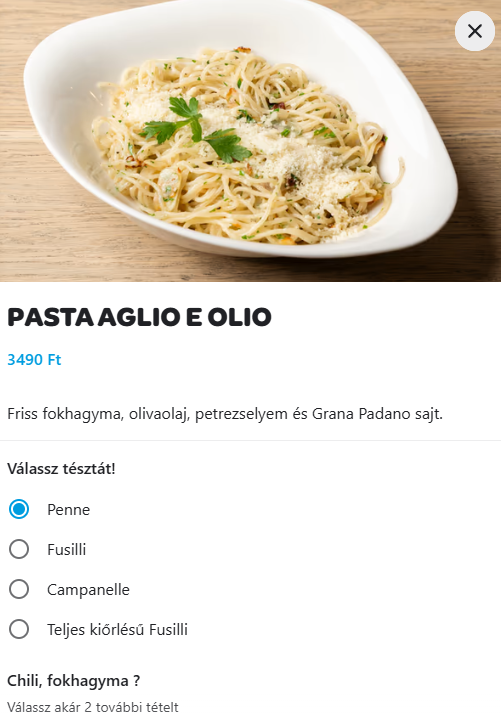 PASTA AGLIO E OLIO
3490 Ft
Friss fokhagyma, olivaolaj, petrezselyem és Grana Padano sajt.
Válassz tésztát!
Penne
Fusilli
Campanelle
Teljes kiőrlésű Fusilli
Chili, fokhagyma ?
Válassz akár 2 további tételt